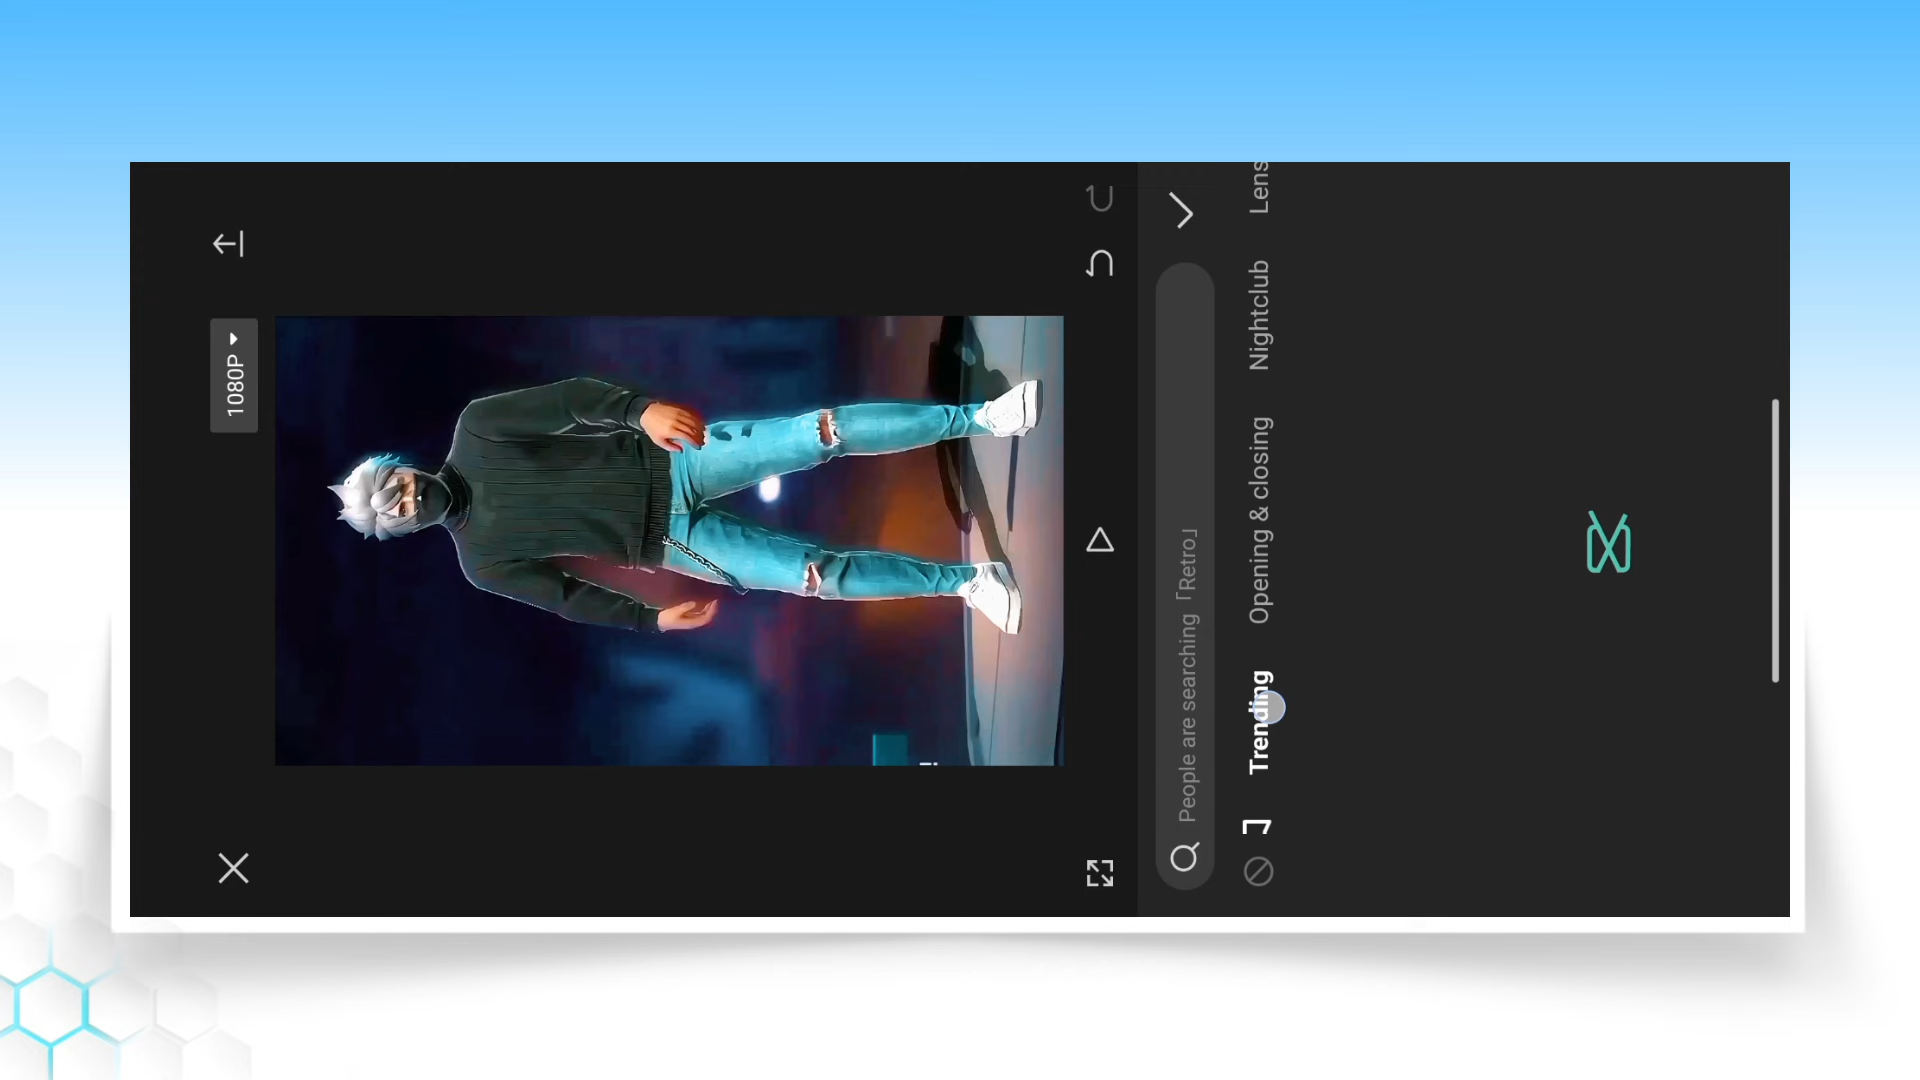 1080P
People are searching「Retro」
Trending
Opening & closing
Nightclub
Lens